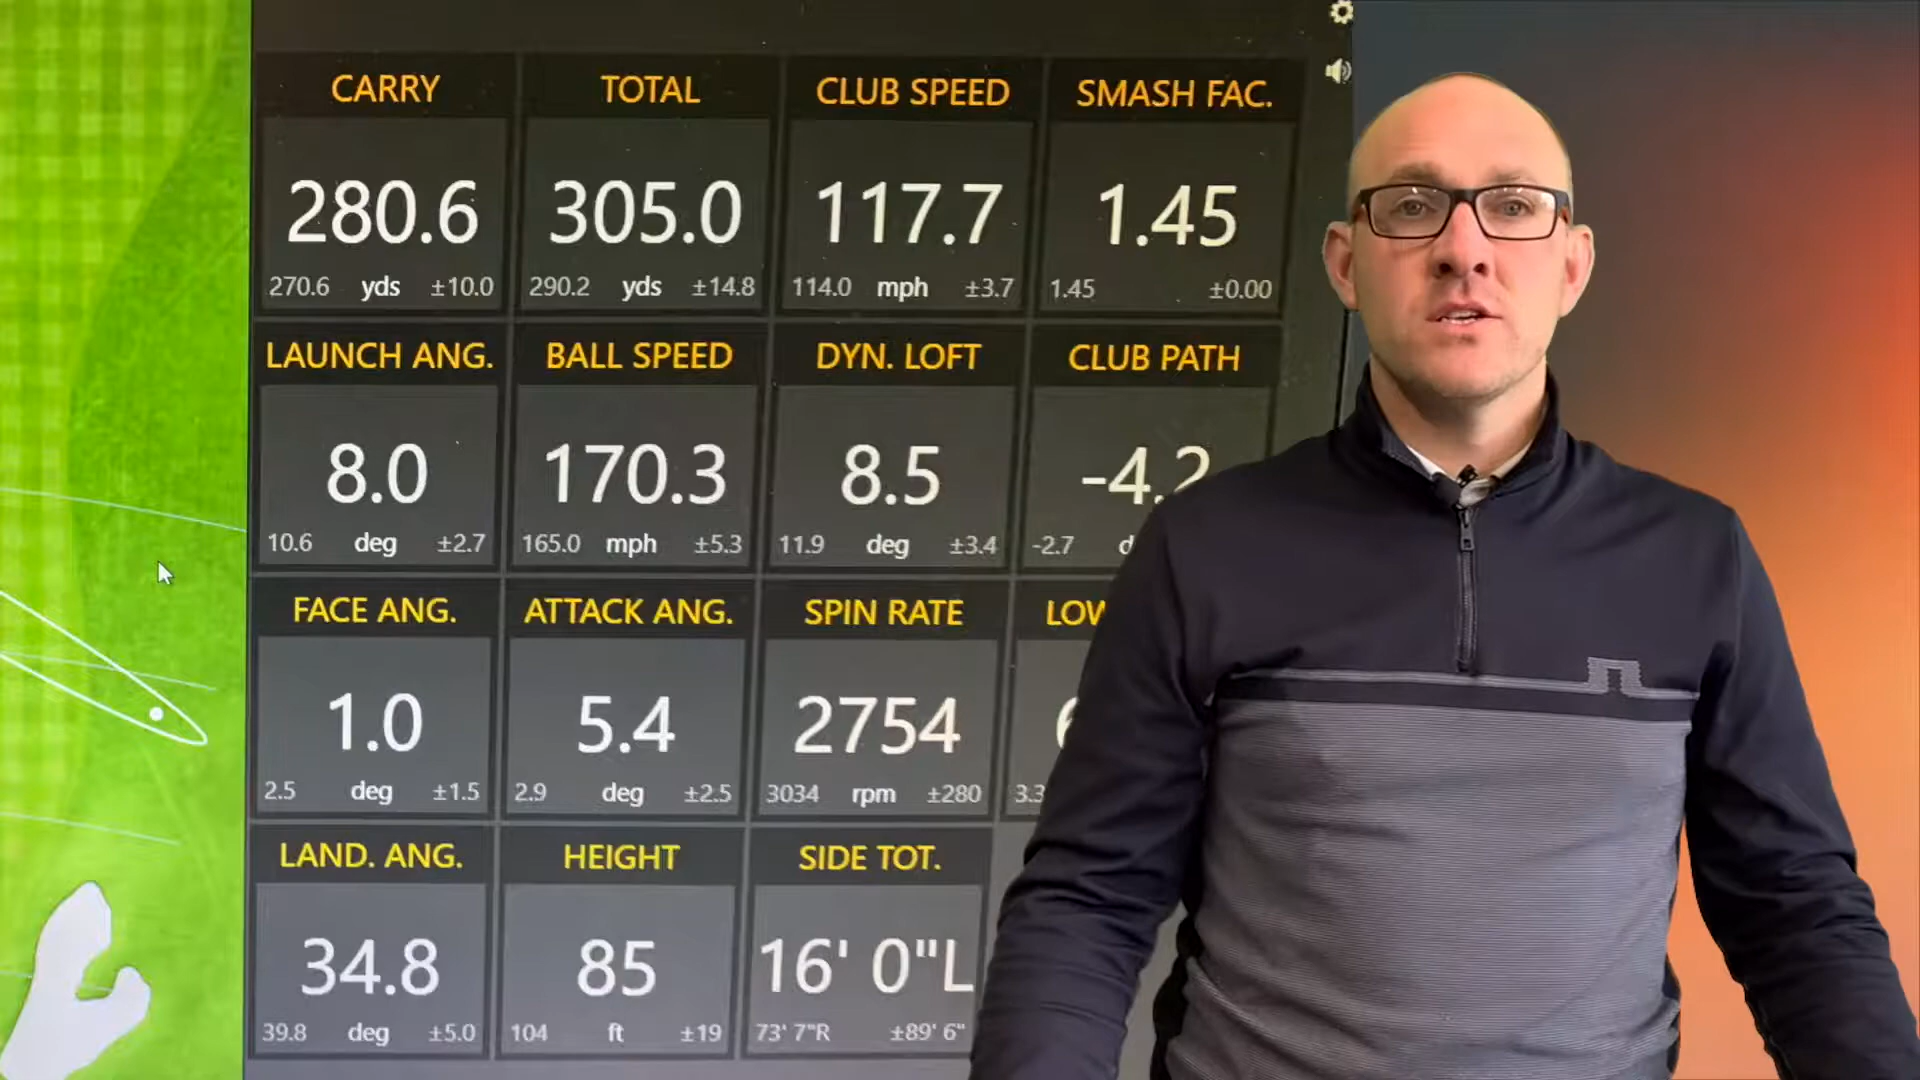 CARRY TOTAL CLUB SPEED SMASH FAC.
280.6 305.0 117.7 1.45
270.6 yds ±10.0 290.2 yds ±14.8 114.0 mph ±3.7 1.45 ±0.00
LAUNCH ANG. BALL SPEED DYN. LOFT CLUB PATH
8.0 170.3 8.5 -4.2
10.6 deg ±2.7 165.0 mph ±5.3 11.9 deg ±3.4 -2.7
FACE ANG. ATTACK ANG. SPIN RATE LOW
1.0 5.4 2754
2.5 deg ±1.5 2.9 deg ±2.5 3034 rpm ±280 3.3
LAND. ANG. HEIGHT SIDE TOT.
34.8 85 16' 0"L
39.8 deg ±5.0 104 ft ±19 73' 7"R ±89' 6"